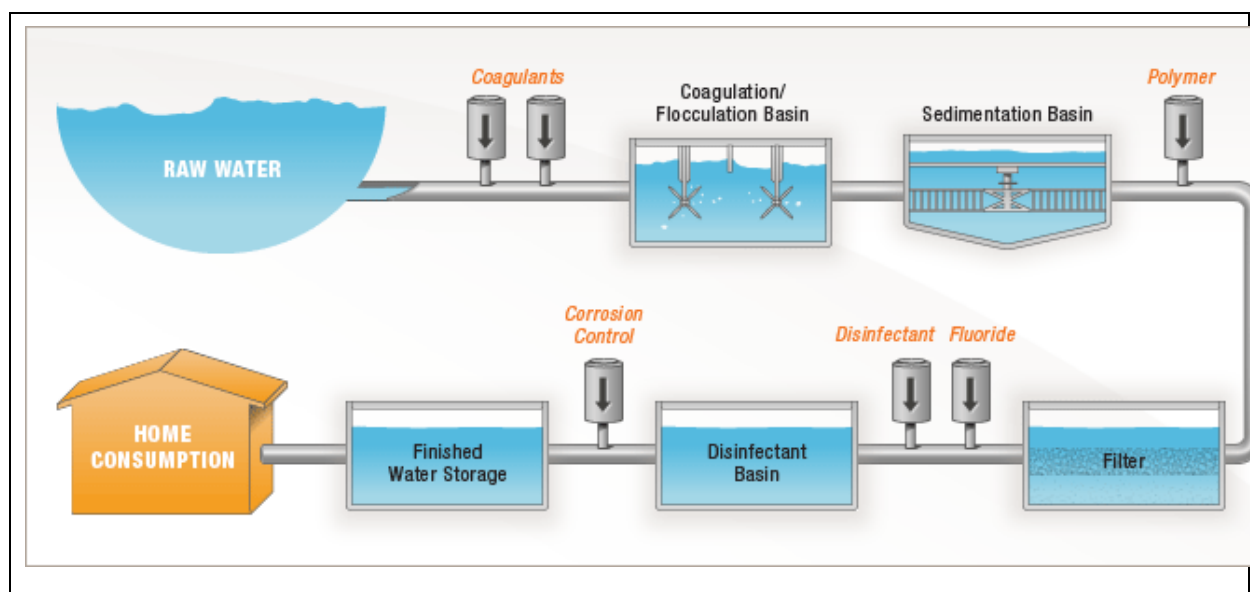 Coagulants
Coagulation/
Flocculation Basin
Sedimentation Basin
Polymer
RAW WATER
Corrosion
Control
Disinfectant
Fluoride
HOME
CONSUMPTION
Finished
Water Storage
Disinfectant
Basin
Filter